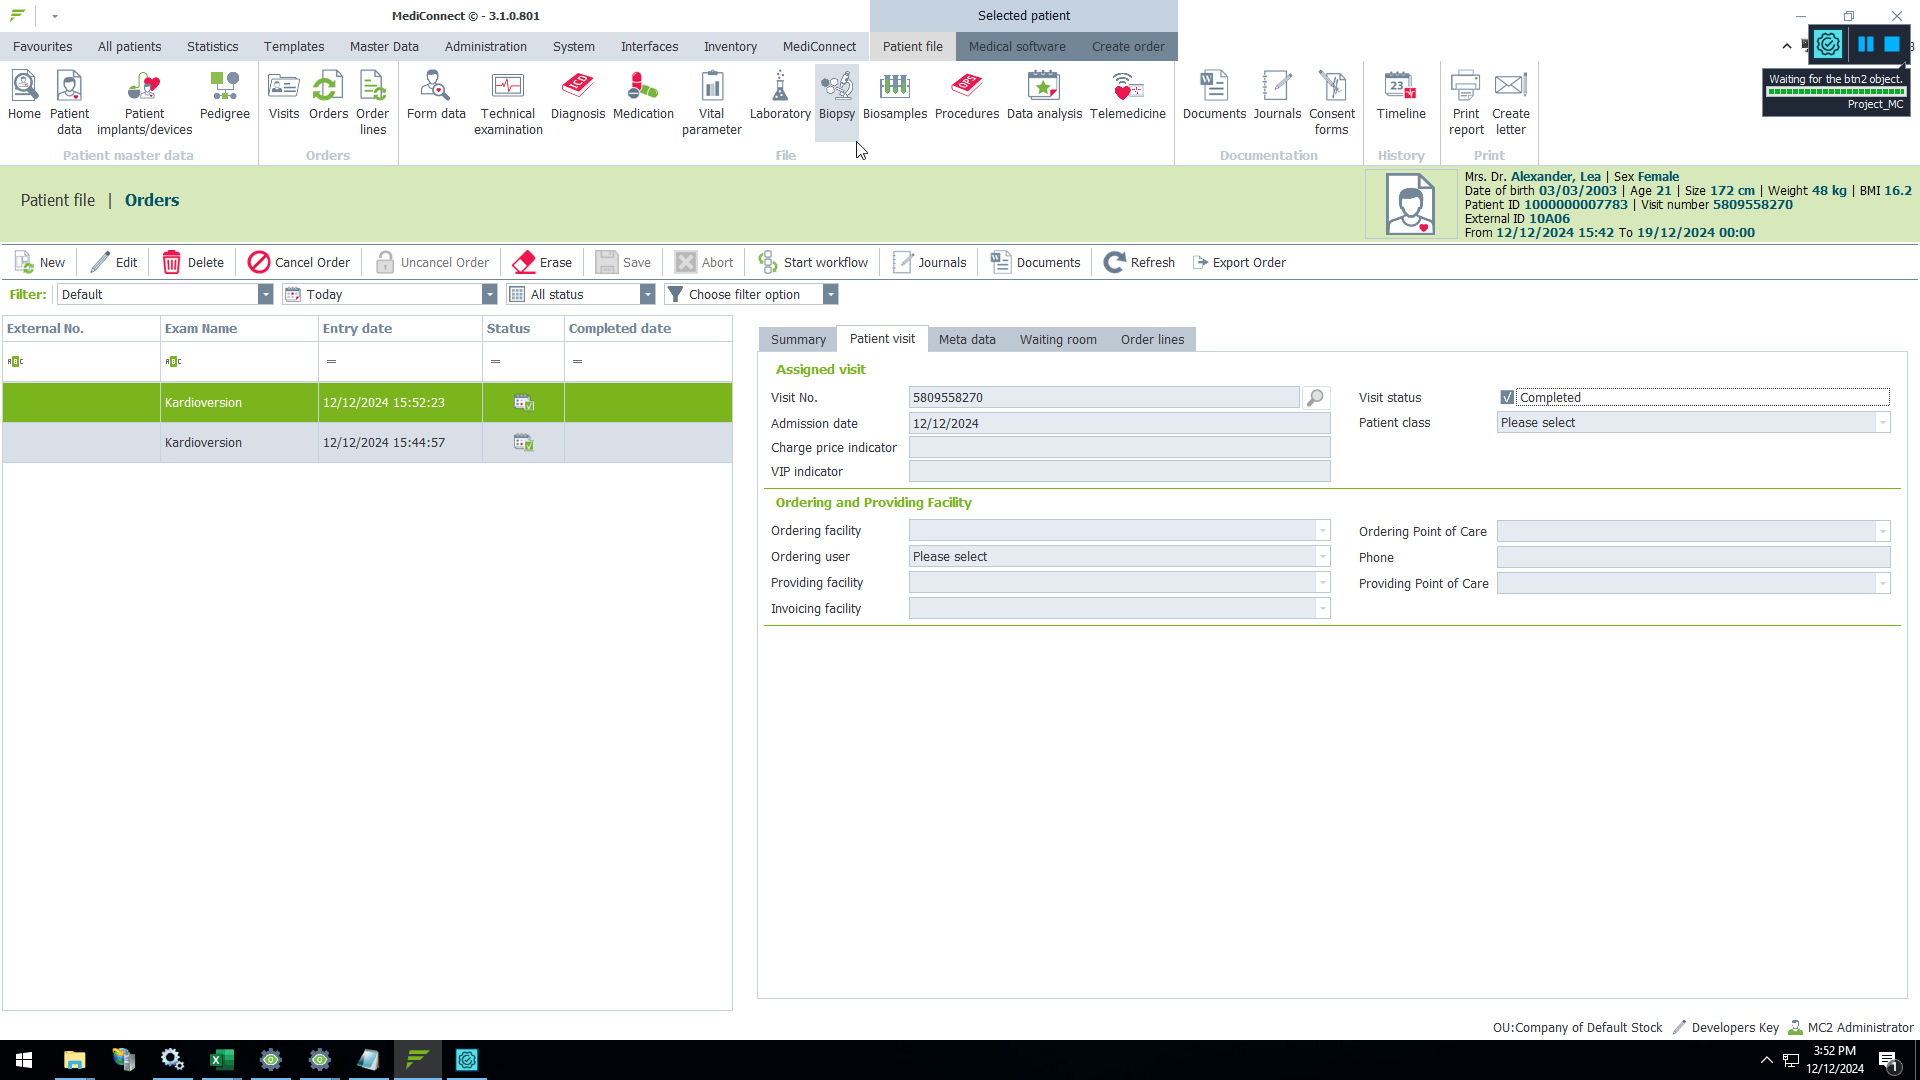 MediConnect © - 3.1.0.801
Selected patient
Favourites All patients Statistics Templates Master Data Administration System Interfaces Inventory MediConnect Patient file Medical software Create order
Waiting for the btn2 object.
Project_MC
Home Patient data Patient implants/devices Pedigree Visits Orders Order lines Form data Technical examination Diagnosis Medication Vital parameter Laboratory Biopsy Biosamples Procedures Data analysis Telemedicine Documents Journals Consent forms Timeline Print report Create letter
Patient master data Orders File Documentation History Print
Patient file | Orders
Mrs. Dr. Alexander, Lea | Sex Female
Date of birth 03/03/2003 | Age 21 | Size 172 cm | Weight 48 kg | BMI 16.2
Patient ID 1000000007783 | Visit number 5809558270
External ID 10A06
From 12/12/2024 15:42 To 19/12/2024 00:00
New Edit Delete Cancel Order Uncancel Order Erase Save Abort Start workflow Journals Documents Refresh Export Order
Filter: Default Today All status Choose filter option
External No. Exam Name Entry date Status Completed date
ABC ABC = = =
Kardioversion 12/12/2024 15:52:23
Kardioversion 12/12/2024 15:44:57
Summary Patient visit Meta data Waiting room Order lines
Assigned visit
Visit No. 5809558270 Visit status Completed
Admission date 12/12/2024 Patient class Please select
Charge price indicator
VIP indicator
Ordering and Providing Facility
Ordering facility Ordering Point of Care
Ordering user Please select Phone
Providing facility Providing Point of Care
Invoicing facility
OU:Company of Default Stock Developers Key MC2 Administrator
3:52 PM
12/12/2024
1